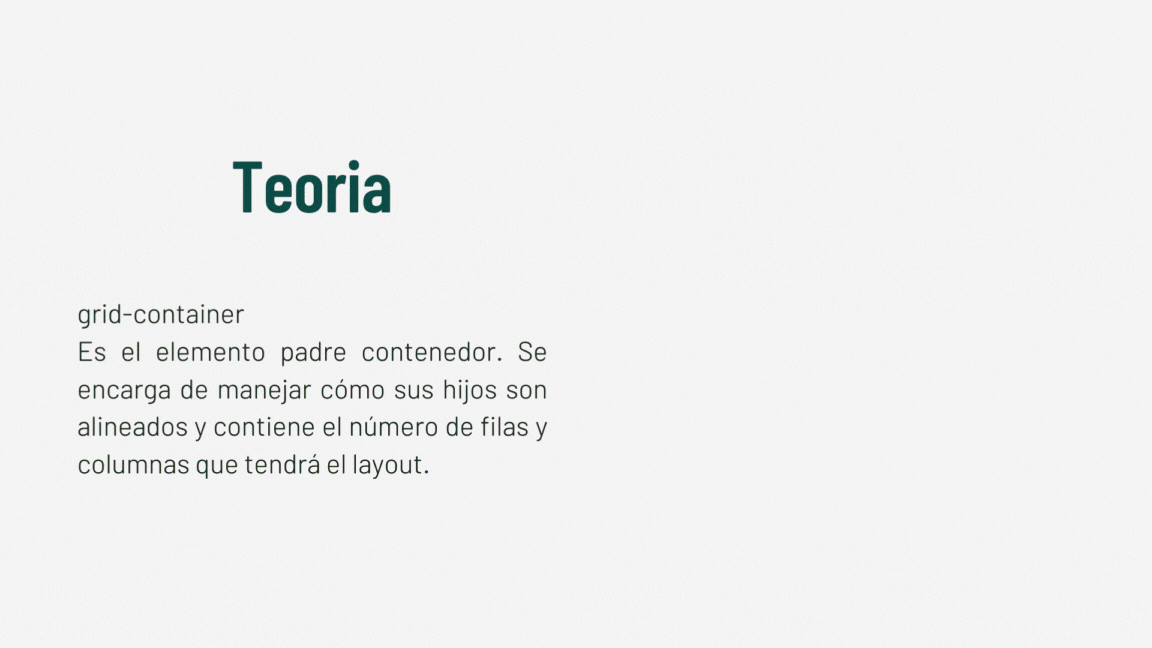 Teoria
grid-container
Es el elemento padre contenedor. Se
encarga de manejar cómo sus hijos son
alineados y contiene el número de filas y
columnas que tendrá el layout.